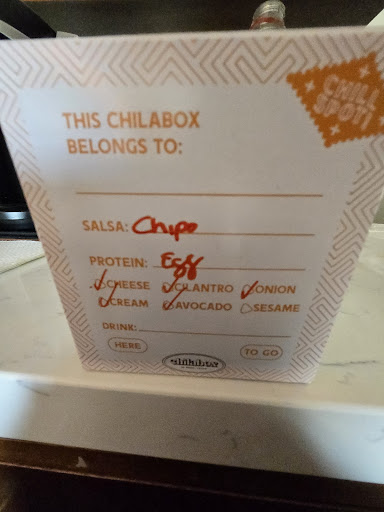 CHILL
SPOT!
THIS CHILABOX
BELONGS TO:
SALSA: Chipo
PROTEIN: Egg
CHEESE CILANTRO ONION
CREAM AVOCADO SESAME
DRINK:
HERE TO GO